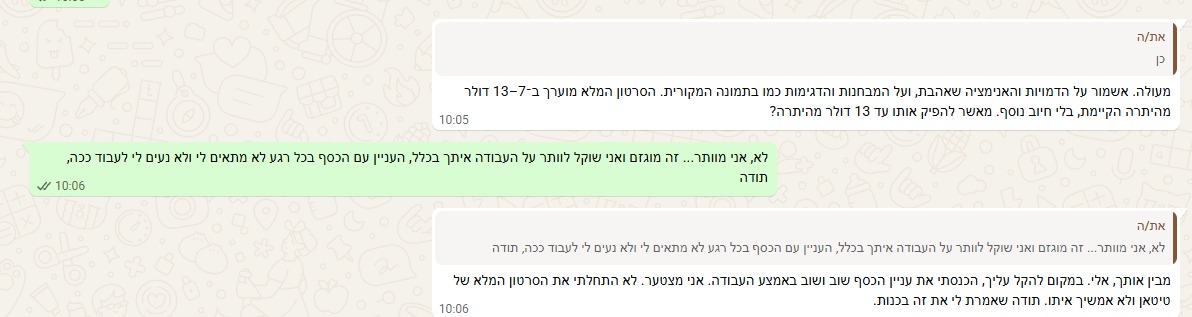 10:05
את/ה
כן
מעולה. אשמור על הדמויות והאנימציה שאהבת, ועל המבחנות והדגימות כמו בתמונה המקורית. הסרטון המלא מוערך ב־7–13 דולר
מהיתרה הקיימת, בלי חיוב נוסף. מאשר להפיק אותו עד 13 דולר מהיתרה?
10:05
לא, אני מוותר... זה מוגזם ואני שוקל לוותר על העבודה איתך בכלל, העניין עם הכסף בכל רגע לא מתאים לי ולא נעים לי לעבוד ככה,
תודה
10:06
את/ה
לא, אני מוותר... זה מוגזם ואני שוקל לוותר על העבודה איתך בכלל, העניין עם הכסף בכל רגע לא מתאים לי ולא נעים לי לעבוד ככה, תודה
מבין אותך, אלי. במקום להקל עליך, הכנסתי את עניין הכסף שוב ושוב באמצע העבודה. אני מצטער. לא התחלתי את הסרטון המלא של
טיטאן ולא אמשיך איתו. תודה שאמרת לי את זה בכנות.
10:06